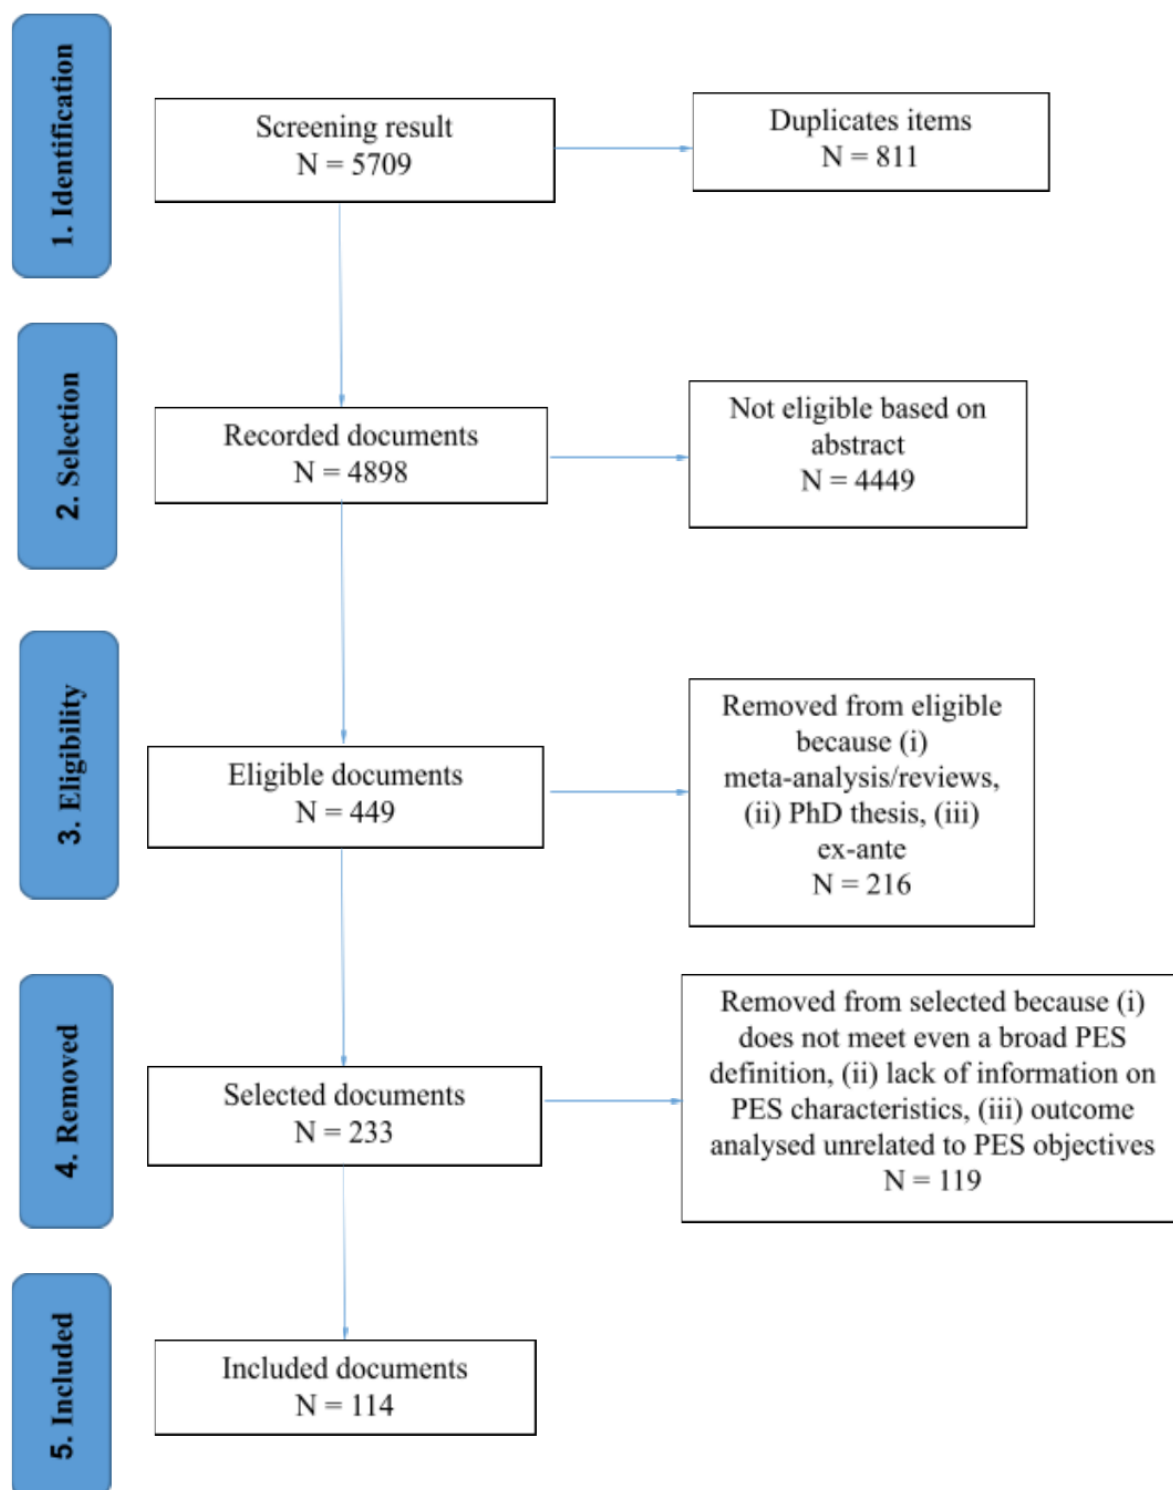 1. Identification
Screening result
N = 5709
Duplicates items
N = 811
2. Selection
Recorded documents
N = 4898
Not eligible based on
abstract
N = 4449
3. Eligibility
Eligible documents
N = 449
Removed from eligible
because (i)
meta-analysis/reviews,
(ii) PhD thesis, (iii)
ex-ante
N = 216
4. Removed
Selected documents
N = 233
Removed from selected because (i)
does not meet even a broad PES
definition, (ii) lack of information on
PES characteristics, (iii) outcome
analysed unrelated to PES objectives
N = 119
5. Included
Included documents
N = 114